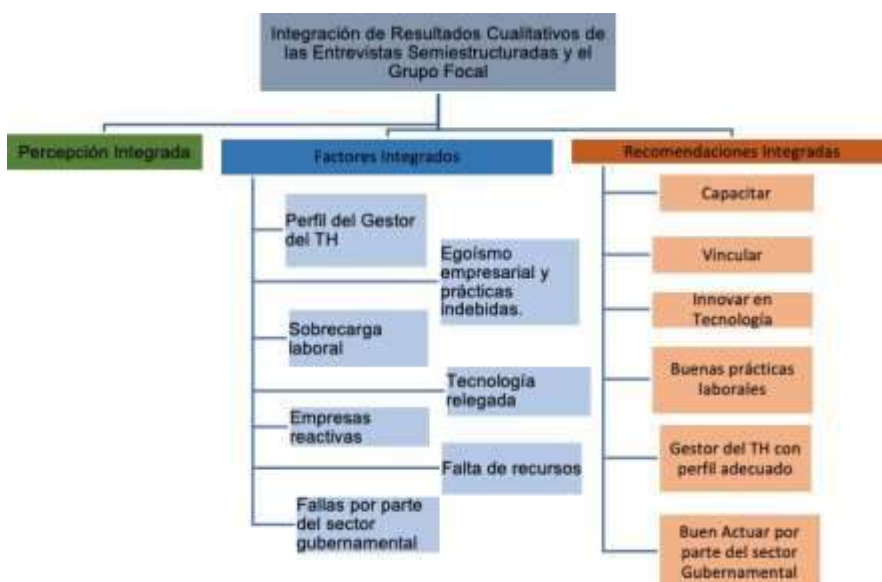 Integración de Resultados Cualitativos de
las Entrevistas Semiestructuradas y el
Grupo Focal
Percepción Integrada
Factores Integrados
Recomendaciones Integradas
Perfil del Gestor
del TH
Egoísmo
empresarial y
prácticas
indebidas.
Sobrecarga
laboral
Tecnología
relegada
Empresas
reactivas
Falta de recursos
Fallas por parte
del sector
gubernamental
Capacitar
Vincular
Innovar en
Tecnología
Buenas prácticas
laborales
Gestor del TH con
perfil adecuado
Buen Actuar por
parte del sector
Gubernamental